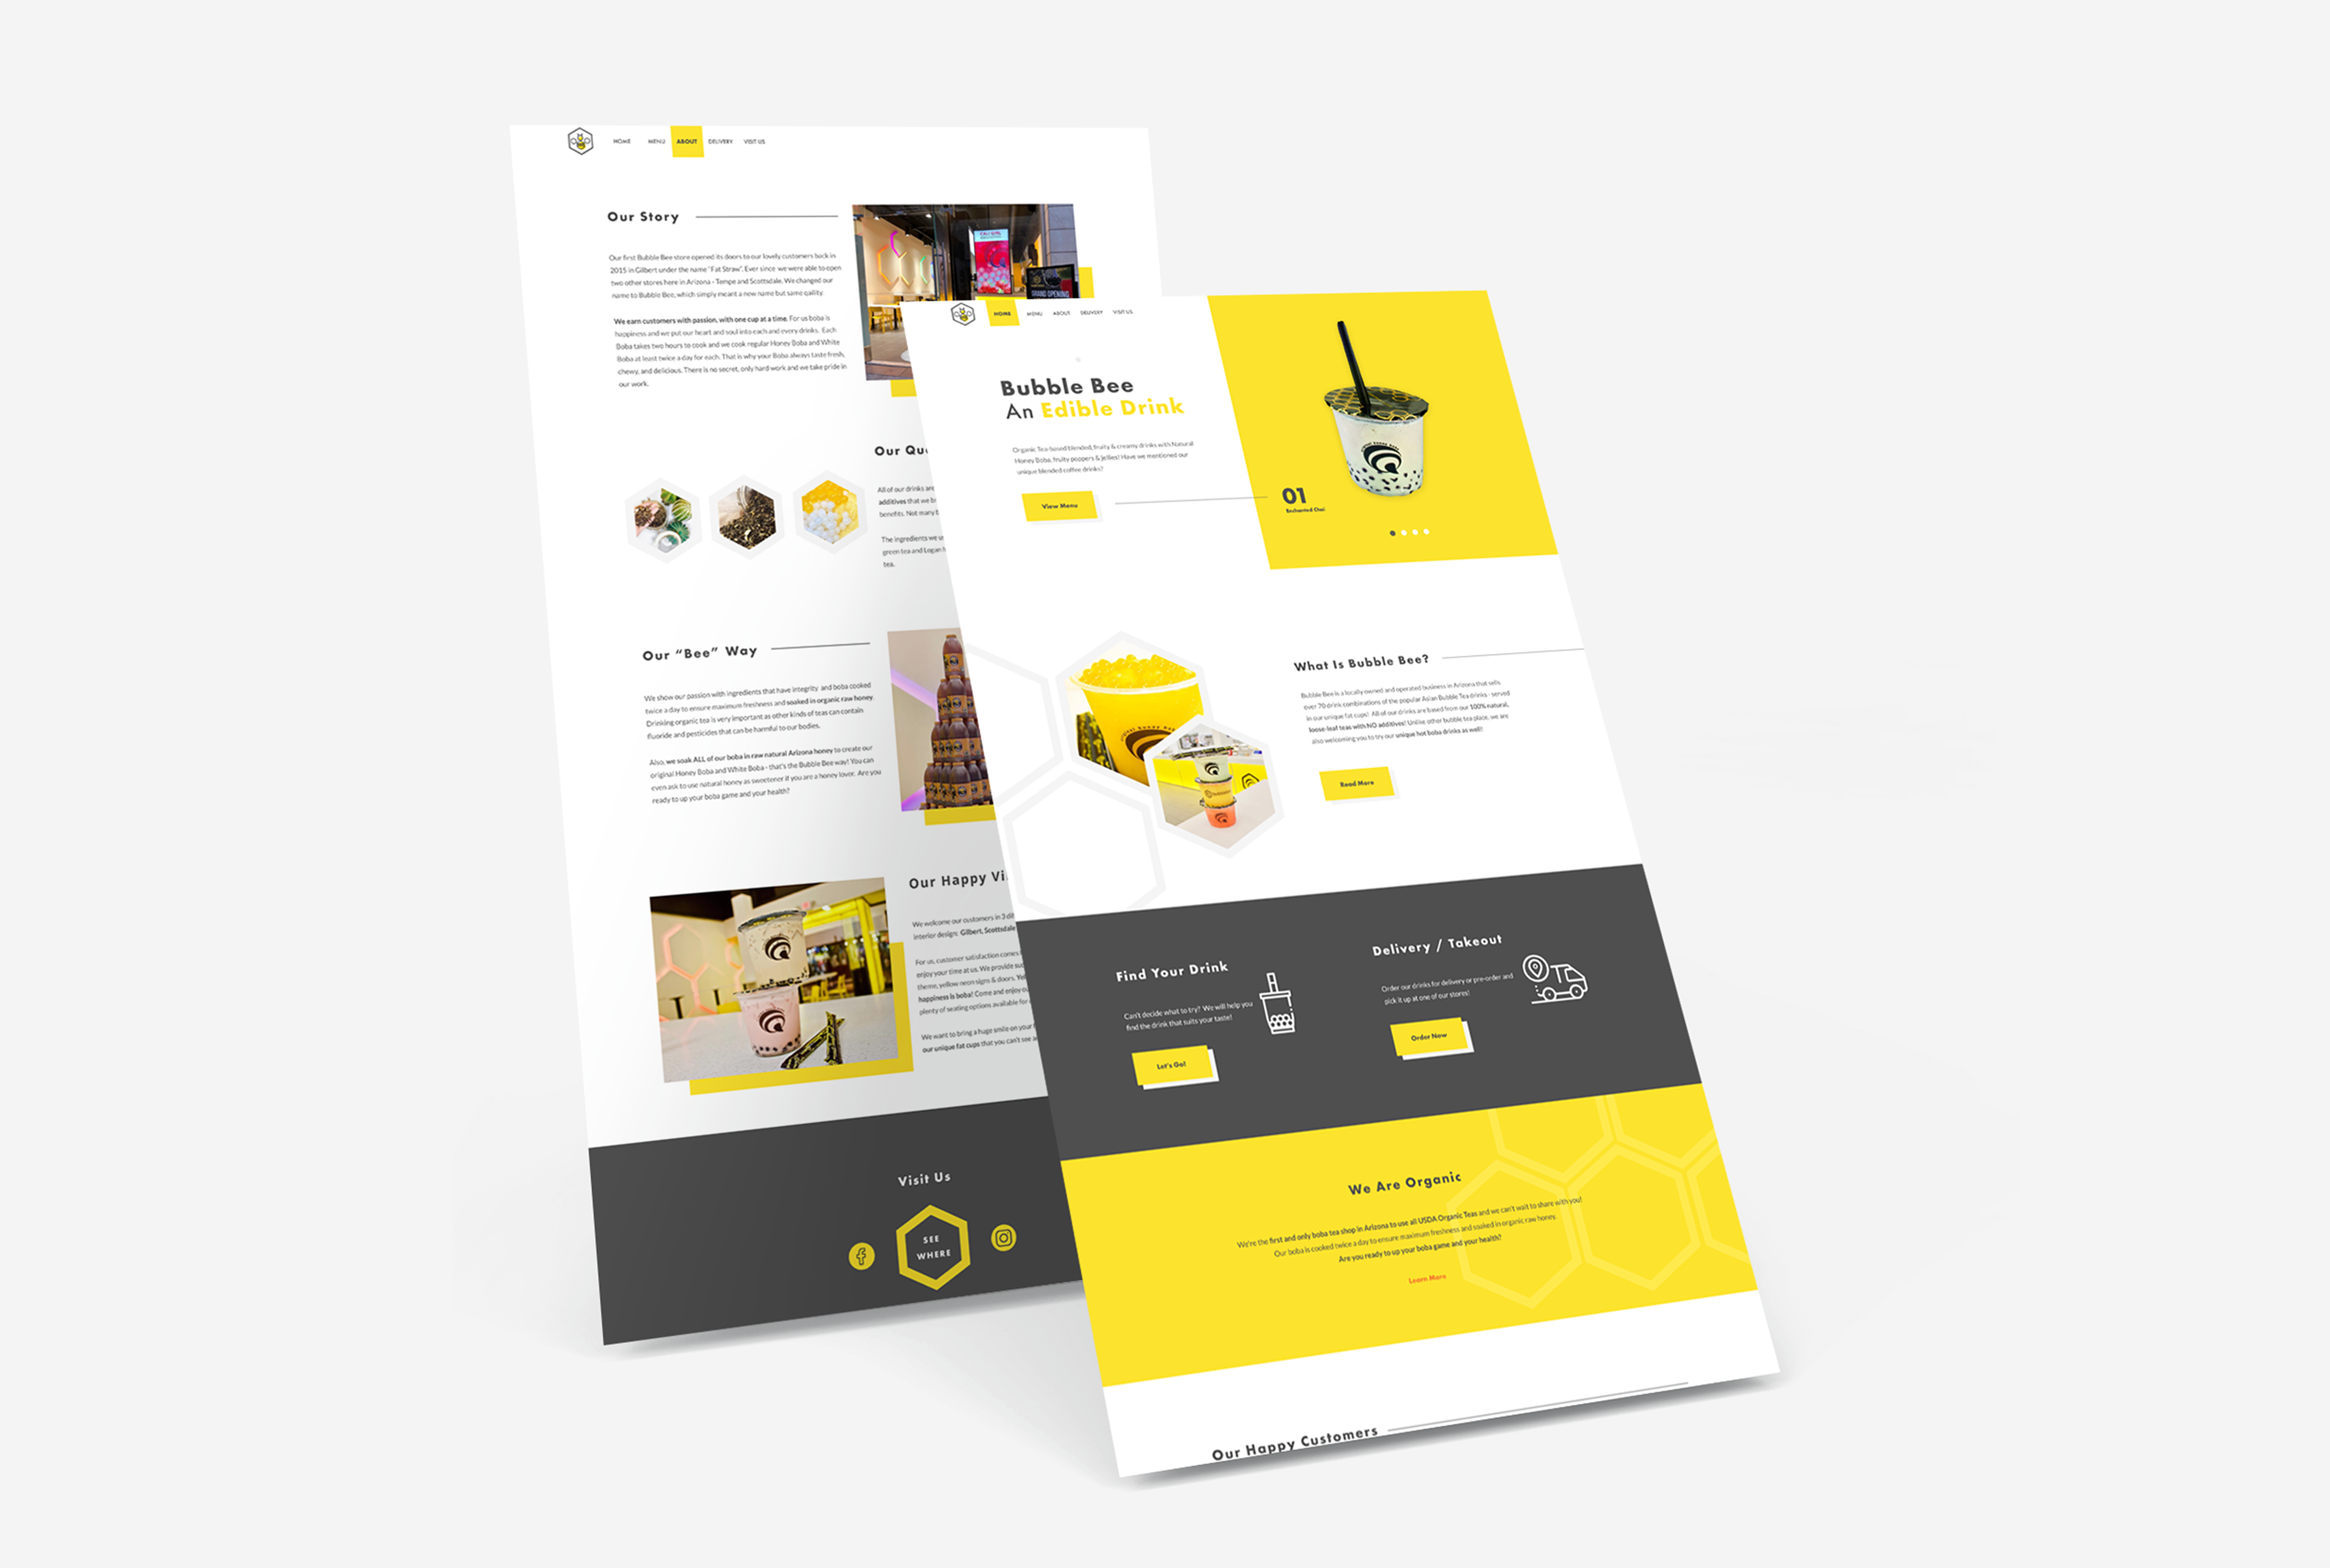 HOME MENU ABOUT DELIVERY VISIT US
Our Story
Our first Bubble Bee store opened its doors to our lovely customers back in
2015 in Gilbert under the name "Fat Straw". Ever since we were able to open
two other stores here in Arizona - Tempe and Scottsdale. We changed our
name to Bubble Bee, which simply meant a new name but same qaility.
We earn customers with passion, with one cup at a time. For us boba is
happiness and we put our heart and soul into each and every drinks. Each
Boba takes two hours to cook and we cook regular Honey Boba and White
Boba at least twice a day for each. That is why your Boba always taste fresh,
chewy, and delicious. There is no secret, only hard work and we take pride in
our work.
GRAND OPENING
Our Qu
All of our drinks are
additives that we
benefits. Not many
The ingredients we
green tea and Logan
tea.
Our "Bee" Way
We show our passion with ingredients that have integrity and boba cooked
twice a day to ensure maximum freshness and soaked in organic raw honey.
Drinking organic tea is very important as other kinds of teas can contain
fluoride and pesticides that can be harmful to our bodies.
Also, we soak ALL of our boba in raw natural Arizona honey to create our
original Honey Boba and White Boba - that's the Bubble Bee way! You can
even ask to use natural honey as sweetener if you are a honey lover. Are you
ready to up your boba game and your health?
Our Happy Vi
We welcome our customers in 3
interior design: Gilbert, Scottsdale
For us, customer satisfaction comes
enjoy your time at us. We provide
theme, yellow neon signs & doors.
happiness is boba! Come and enjoy
plenty of seating options available for
We want to bring a huge smile on your
our unique fat cups that you can't see
Visit Us
SEE
WHERE
HOME MENU ABOUT DELIVERY VISIT US
Bubble Bee
An Edible Drink
Organic Tea-based blended, fruity & creamy drinks with Natural
Honey Boba, fruity poppers & jellies! Have we mentioned our
unique blended coffee drinks?
View Menu
01
Enchanted Owl
What Is Bubble Bee?
Bubble Bee is a locally owned and operated business in Arizona that sells
over 70 drink combinations of the popular Asian Bubble Tea drinks - served
in our unique fat cups! All of our drinks are based from our 100% natural,
loose-leaf teas with NO additives! Unlike other bubble tea place, we are
also welcoming you to try our unique hot boba drinks as well!
Read More
Find Your Drink
Can't decide what to try? We will help you
find the drink that suits your taste!
Let's Go!
Delivery / Takeout
Order our drinks for delivery or pre-order and
pick it up at one of our stores!
Order Now
We Are Organic
We're the first and only boba tea shop in Arizona to use all USDA Organic Teas and we can't wait to share with you!
Our boba is cooked twice a day to ensure maximum freshness and soaked in organic raw honey.
Are you ready to up your boba game and your health?
Learn More
Our Happy Customers